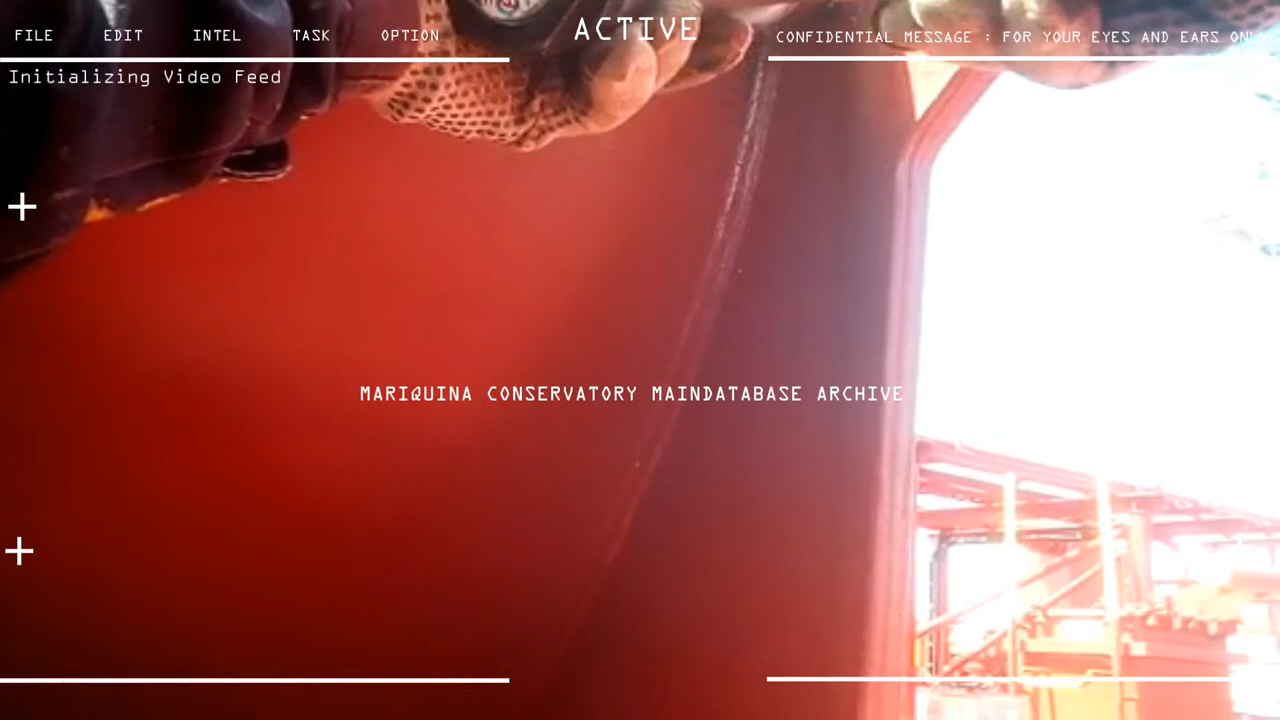 FILE EDIT INTEL TASK OPTION
ACTIVE
CONFIDENTIAL MESSAGE : FOR YOUR EYES AND EARS ONLY
Initializing Video Feed
MARIQUINA CONSERVATORY MAINDATABASE ARCHIVE